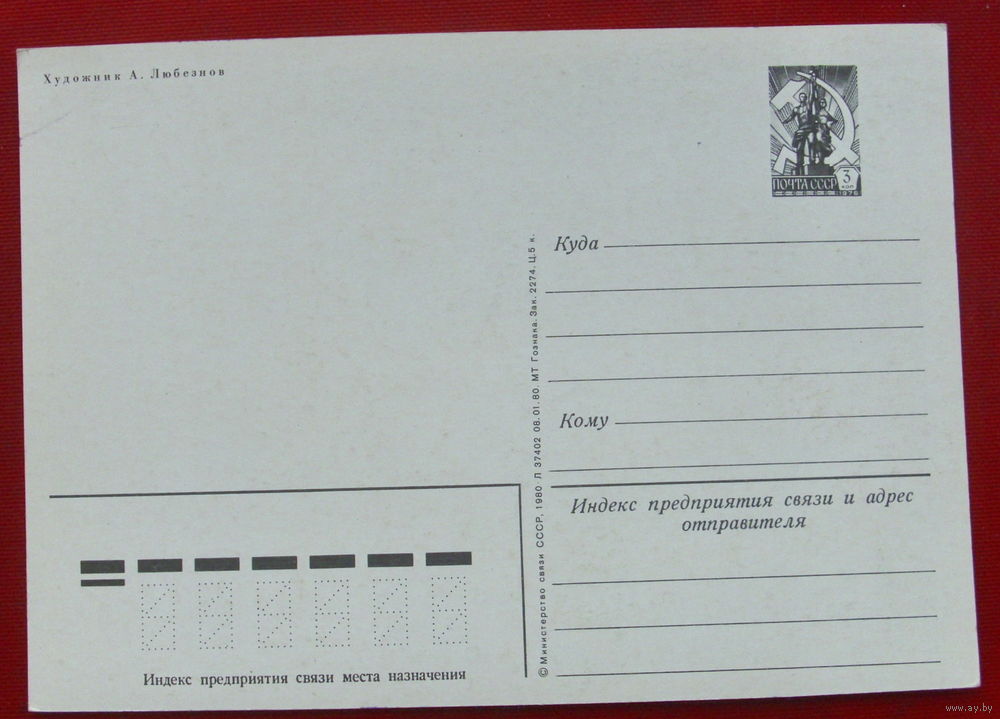 Художник А. Любезнов
ПОЧТА СССР
3
коп
1976
Куда
Кому
Индекс предприятия связи и адрес
отправителя
© Министерство связи СССР, 1980. Л 37402 08.01.80. МТ Гознака. Зак. 2274. Ц. 5 к.
Индекс предприятия связи места назначения
www.ay.by